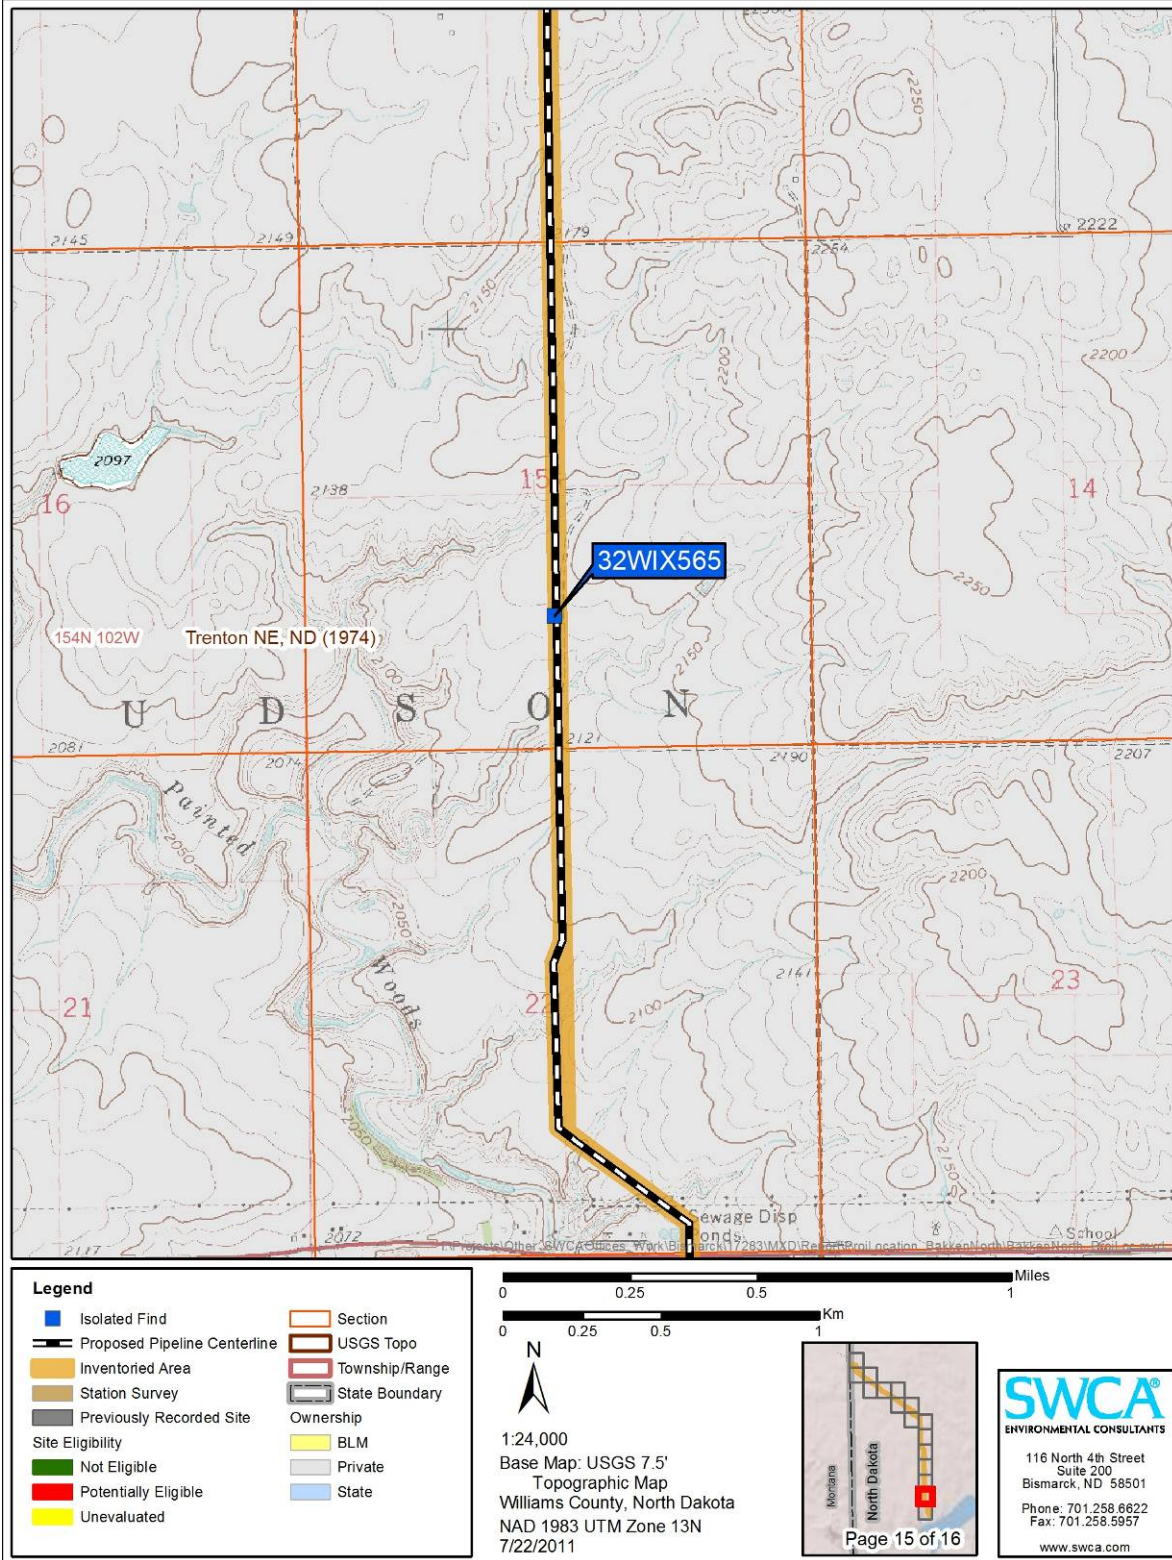 2250
2250
2145
2149
179
2254
2222
2150
2200
2200
2097
15
14
16
2138
32WIX565
2250
154N 102W
Trenton NE, ND (1974)
2100
2150
U D S O N
2081
2074
2121
2190
2207
Painted
2050
2200
2050
Woods
2141
21
22
2100
23
2050
2150
Sewage Disp
School
2072
2117
Legend
Isolated Find
Proposed Pipeline Centerline
Inventoried Area
Station Survey
Previously Recorded Site
Site Eligibility
Not Eligible
Potentially Eligible
Unevaluated
Section
USGS Topo
Township/Range
State Boundary
Ownership
BLM
Private
State
0 0.25 0.5 1 Miles
0 0.25 0.5 1 Km
N
1:24,000
Base Map: USGS 7.5'
Topographic Map
Williams County, North Dakota
NAD 1983 UTM Zone 13N
7/22/2011
Montana
North Dakota
Page 15 of 16
SWCA®
ENVIRONMENTAL CONSULTANTS
116 North 4th Street
Suite 200
Bismarck, ND 58501
Phone: 701.258.6622
Fax: 701.258.5957
www.swca.com